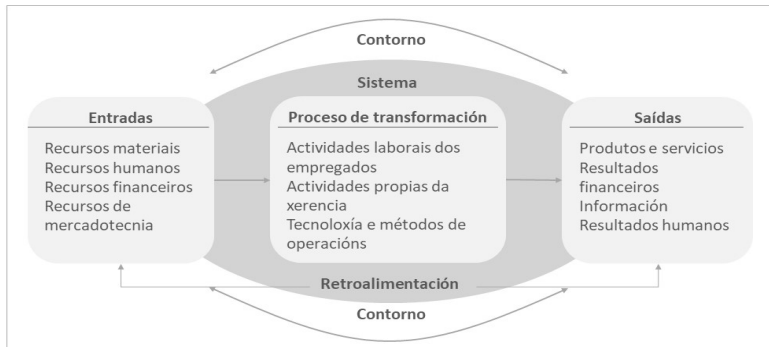 Contorno
Sistema
Entradas
Recursos materiais
Recursos humanos
Recursos financeiros
Recursos de
mercadotecnia
Proceso de transformación
Actividades laborais dos
empregados
Actividades propias da
xerencia
Tecnoloxía e métodos de
operacións
Saídas
Produtos e servicios
Resultados
financeiros
Información
Resultados humanos
Retroalimentación
Contorno